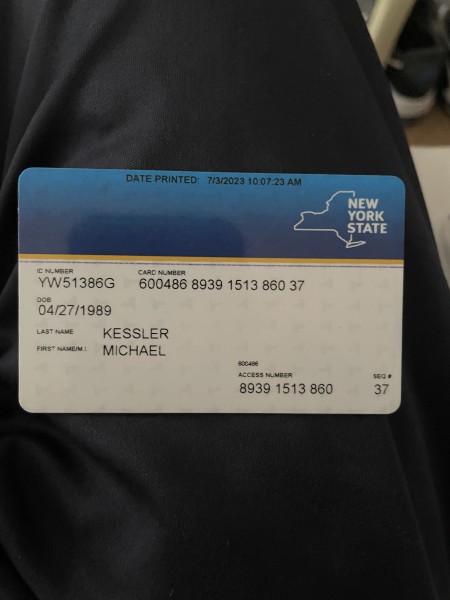 DATE PRINTED: 7/3/2023 10:07:23 AM
NEW
YORK
STATE
ID NUMBER CARD NUMBER
YW51386G 600486 8939 1513 860 37
DOB
04/27/1989
LAST NAME KESSLER
FIRST NAME/M.I. MICHAEL
600486
ACCESS NUMBER SEQ #
8939 1513 860 37